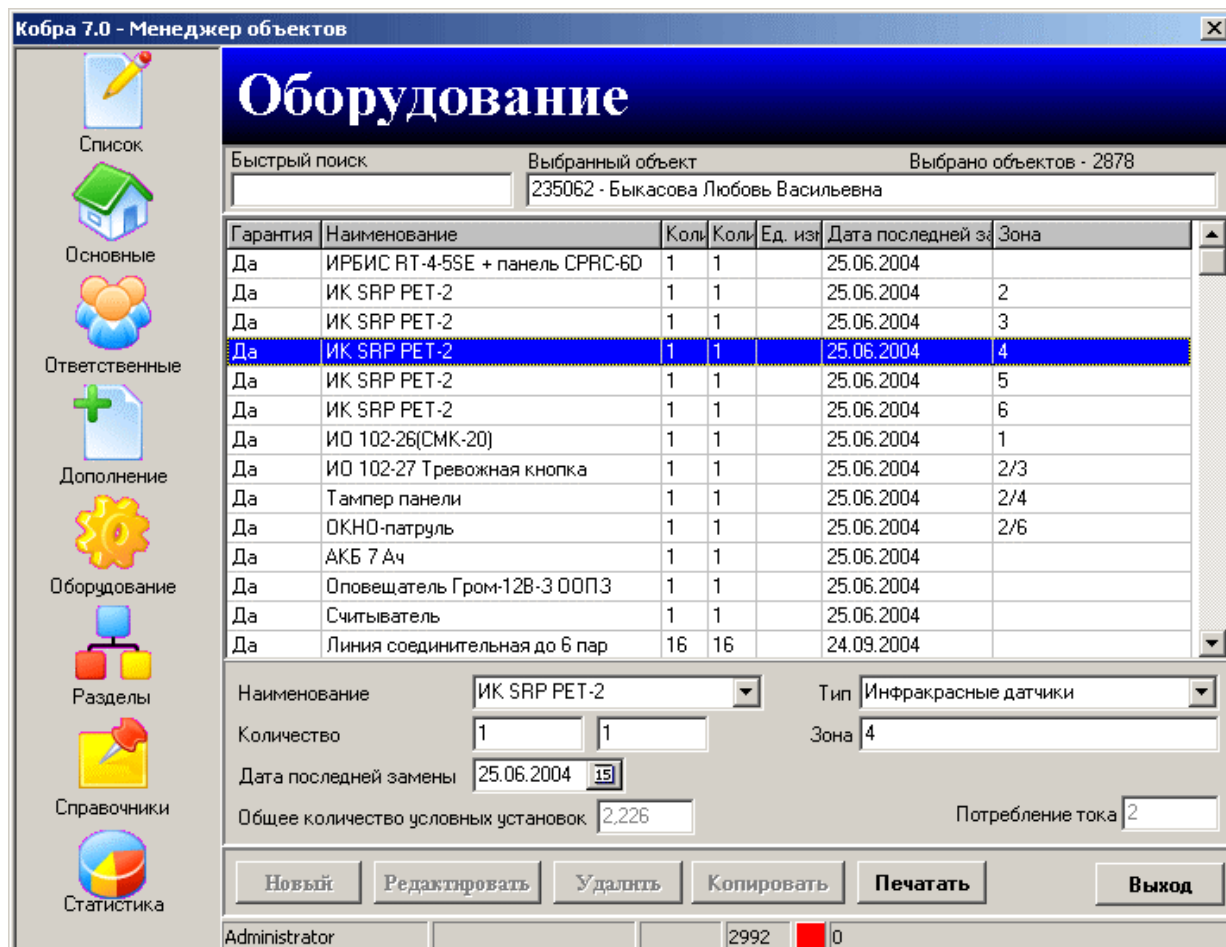 Кобра 7.0 - Менеджер объектов
Список
Основные
Ответственные
Дополнение
Оборудование
Разделы
Справочники
Статистика
Оборудование
Быстрый поиск Выбранный объект Выбрано объектов - 2878
235062 - Быкасова Любовь Васильевна
Гарантия Наименование Коли Коли Ед. изм Дата последней за Зона
Да ИРБИС RT-4-5SE + панель CPRC-6D 1 1 25.06.2004
Да ИК SRP PET-2 1 1 25.06.2004 2
Да ИК SRP PET-2 1 1 25.06.2004 3
Да ИК SRP PET-2 1 1 25.06.2004 4
Да ИК SRP PET-2 1 1 25.06.2004 5
Да ИК SRP PET-2 1 1 25.06.2004 6
Да ИО 102-26(СМК-20) 1 1 25.06.2004 1
Да ИО 102-27 Тревожная кнопка 1 1 25.06.2004 2/3
Да Тампер панели 1 1 25.06.2004 2/4
Да ОКНО-патруль 1 1 25.06.2004 2/6
Да АКБ 7 Ач 1 1 25.06.2004
Да Оповещатель Гром-12В-3 ООП.З 1 1 25.06.2004
Да Считыватель 1 1 25.06.2004
Да Линия соединительная до 6 пар 16 16 24.09.2004
Наименование ИК SRP PET-2 Тип Инфракрасные датчики
Количество 1 1 Зона 4
Дата последней замены 25.06.2004 15
Общее количество условных установок 2,226 Потребление тока 2
Новый Редактировать Удалить Копировать Печатать Выход
Administrator 2992 0